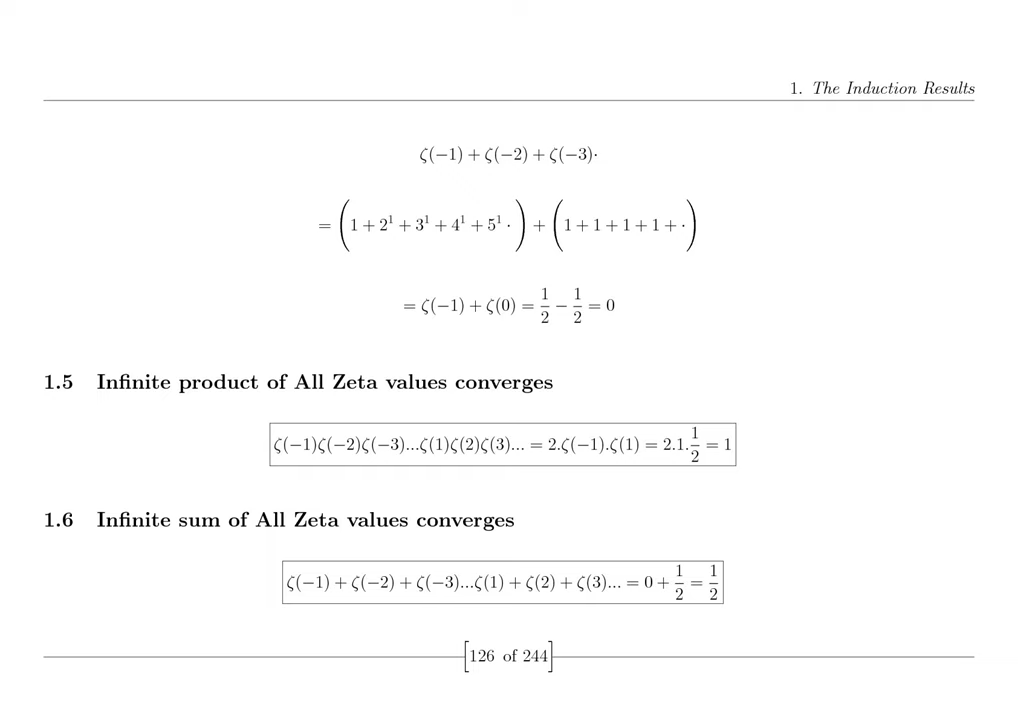 1. The Induction Results
ζ(−1) + ζ(−2) + ζ(−3)·
= (1 + 2¹ + 3¹ + 4¹ + 5¹ ·) + (1 + 1 + 1 + 1 + ·)
= ζ(−1) + ζ(0) = 1/2 − 1/2 = 0
1.5 Infinite product of All Zeta values converges
ζ(−1)ζ(−2)ζ(−3)...ζ(1)ζ(2)ζ(3)... = 2.ζ(−1).ζ(1) = 2.1.1/2 = 1
1.6 Infinite sum of All Zeta values converges
ζ(−1) + ζ(−2) + ζ(−3)...ζ(1) + ζ(2) + ζ(3)... = 0 + 1/2 = 1/2
[126 of 244]